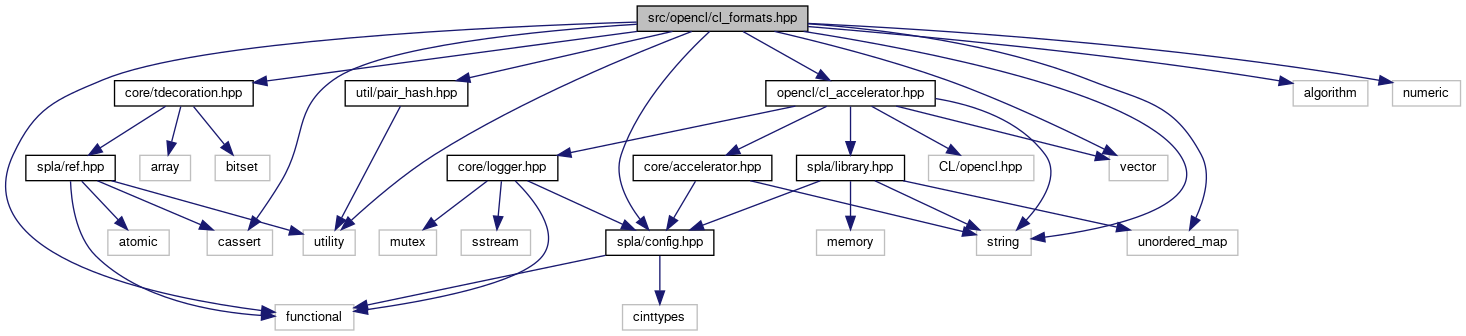 src/opencl/cl_formats.hpp
core/tdecoration.hpp
util/pair_hash.hpp
opencl/cl_accelerator.hpp
algorithm
numeric
spla/ref.hpp
array
bitset
core/logger.hpp
core/accelerator.hpp
spla/library.hpp
CL/opencl.hpp
vector
atomic
cassert
utility
mutex
sstream
spla/config.hpp
memory
string
unordered_map
functional
cinttypes